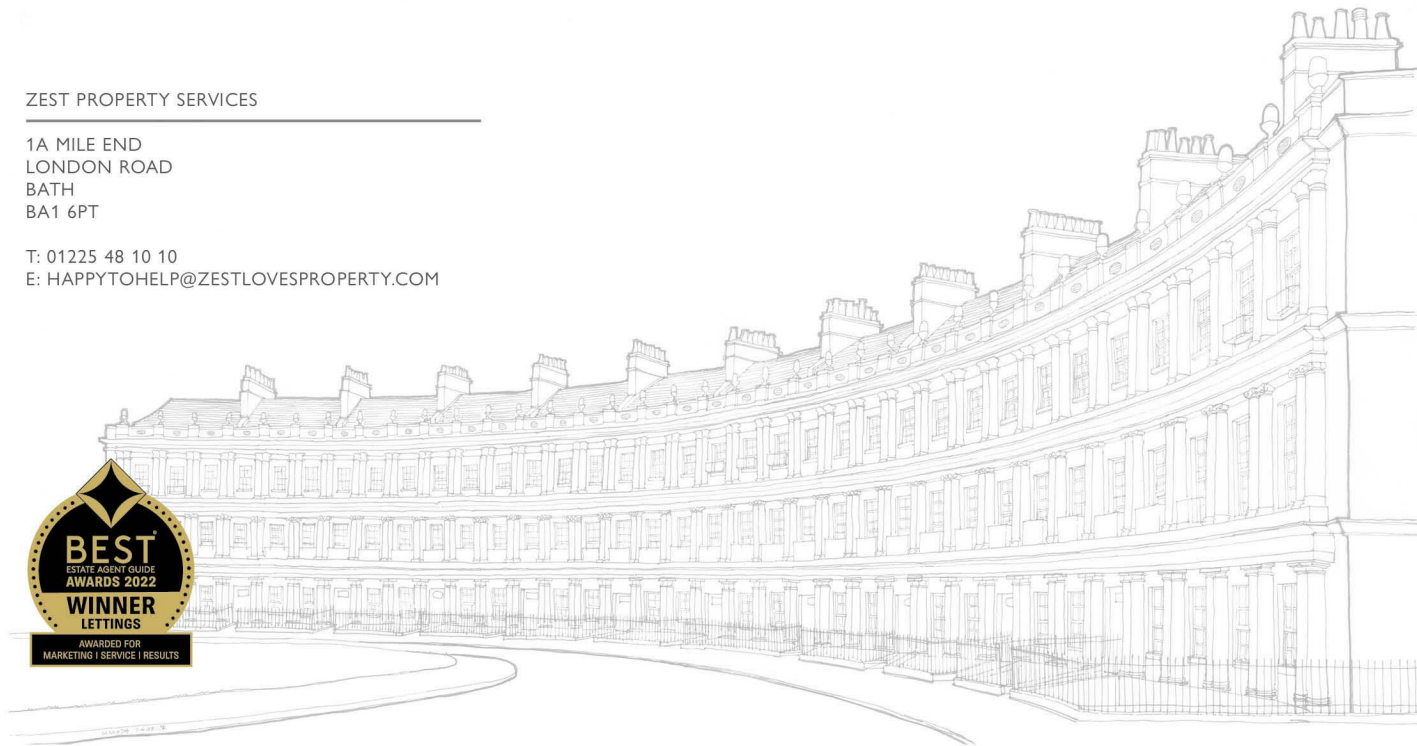 ZEST PROPERTY SERVICES
1A MILE END
LONDON ROAD
BATH
BA1 6PT
T: 01225 48 10 10
E: HAPPYTOHELP@ZESTLOVESPROPERTY.COM
BEST
ESTATE AGENT GUIDE
AWARDS 2022
WINNER
LETTINGS
AWARDED FOR
MARKETING | SERVICE | RESULTS